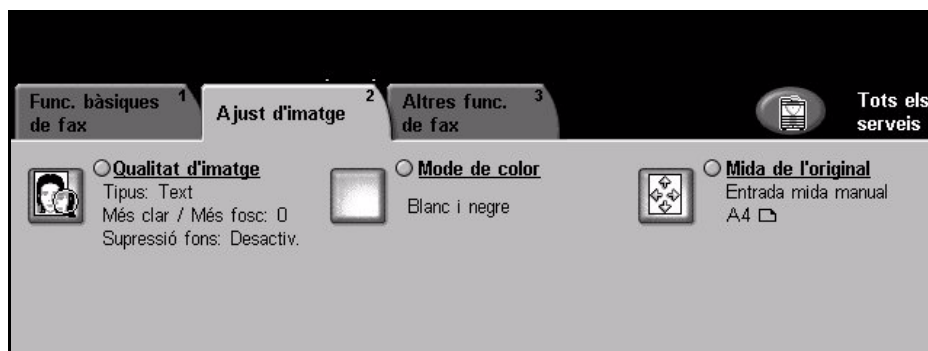 Func. bàsiques 1
de fax
Ajust d'imatge 2
Altres func. 3
de fax
Tots els
serveis
Qualitat d'imatge
Tipus: Text
Més clar / Més fosc: 0
Supressió fons: Desactiv.
Mode de color
Blanc i negre
Mida de l'original
Entrada mida manual
A4